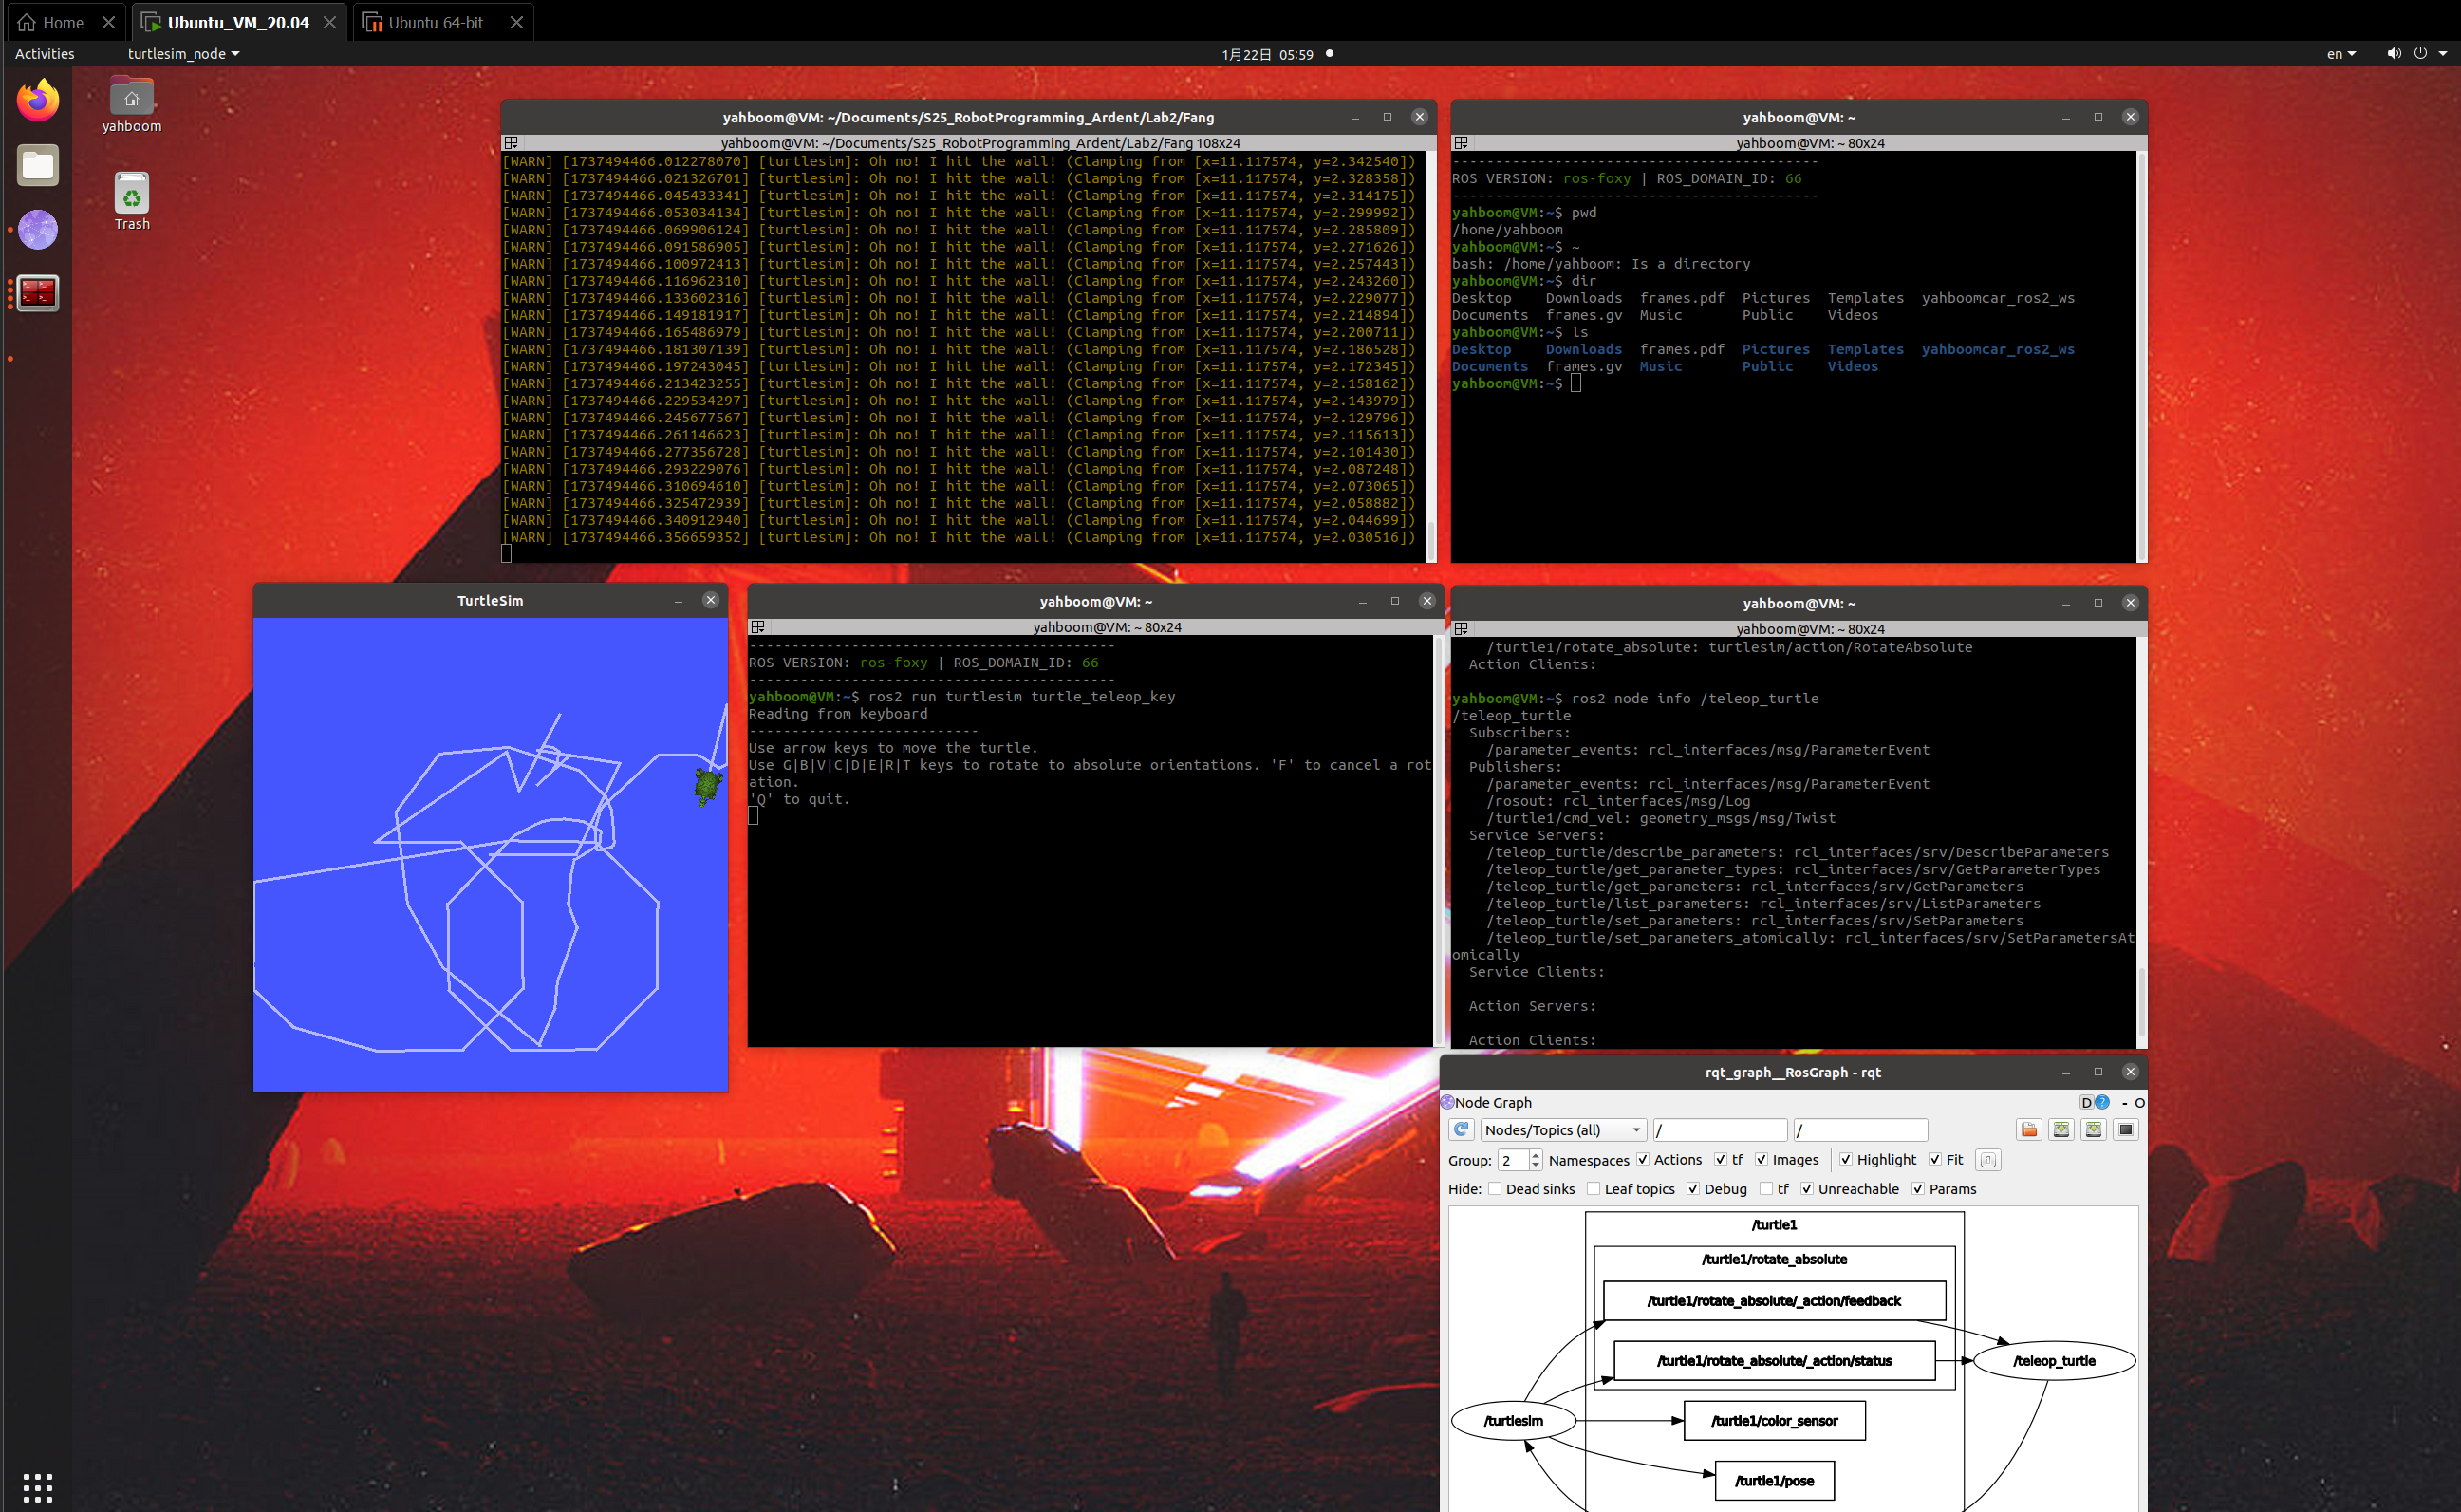 Home
Ubuntu_VM_20.04
Ubuntu 64-bit
Activities
turtlesim_node
1月22日 05:59
en
yahboom
Trash
yahboom@VM: ~/Documents/S25_RobotProgramming_Ardent/Lab2/Fang
yahboom@VM: ~/Documents/S25_RobotProgramming_Ardent/Lab2/Fang 108x24
[WARN] [1737494466.012278070] [turtlesim]: Oh no! I hit the wall! (Clamping from [x=11.117574, y=2.342540])
[WARN] [1737494466.021326701] [turtlesim]: Oh no! I hit the wall! (Clamping from [x=11.117574, y=2.328358])
[WARN] [1737494466.045433341] [turtlesim]: Oh no! I hit the wall! (Clamping from [x=11.117574, y=2.314175])
[WARN] [1737494466.053034134] [turtlesim]: Oh no! I hit the wall! (Clamping from [x=11.117574, y=2.299992])
[WARN] [1737494466.069906124] [turtlesim]: Oh no! I hit the wall! (Clamping from [x=11.117574, y=2.285809])
[WARN] [1737494466.091586905] [turtlesim]: Oh no! I hit the wall! (Clamping from [x=11.117574, y=2.271626])
[WARN] [1737494466.100972413] [turtlesim]: Oh no! I hit the wall! (Clamping from [x=11.117574, y=2.257443])
[WARN] [1737494466.116962310] [turtlesim]: Oh no! I hit the wall! (Clamping from [x=11.117574, y=2.243260])
[WARN] [1737494466.133602316] [turtlesim]: Oh no! I hit the wall! (Clamping from [x=11.117574, y=2.229077])
[WARN] [1737494466.149181917] [turtlesim]: Oh no! I hit the wall! (Clamping from [x=11.117574, y=2.214894])
[WARN] [1737494466.165486979] [turtlesim]: Oh no! I hit the wall! (Clamping from [x=11.117574, y=2.200711])
[WARN] [1737494466.181307139] [turtlesim]: Oh no! I hit the wall! (Clamping from [x=11.117574, y=2.186528])
[WARN] [1737494466.197243045] [turtlesim]: Oh no! I hit the wall! (Clamping from [x=11.117574, y=2.172345])
[WARN] [1737494466.213423255] [turtlesim]: Oh no! I hit the wall! (Clamping from [x=11.117574, y=2.158162])
[WARN] [1737494466.229534297] [turtlesim]: Oh no! I hit the wall! (Clamping from [x=11.117574, y=2.143979])
[WARN] [1737494466.245677567] [turtlesim]: Oh no! I hit the wall! (Clamping from [x=11.117574, y=2.129796])
[WARN] [1737494466.261146623] [turtlesim]: Oh no! I hit the wall! (Clamping from [x=11.117574, y=2.115613])
[WARN] [1737494466.277356728] [turtlesim]: Oh no! I hit the wall! (Clamping from [x=11.117574, y=2.101430])
[WARN] [1737494466.293229076] [turtlesim]: Oh no! I hit the wall! (Clamping from [x=11.117574, y=2.087248])
[WARN] [1737494466.310694610] [turtlesim]: Oh no! I hit the wall! (Clamping from [x=11.117574, y=2.073065])
[WARN] [1737494466.325472939] [turtlesim]: Oh no! I hit the wall! (Clamping from [x=11.117574, y=2.058882])
[WARN] [1737494466.340912940] [turtlesim]: Oh no! I hit the wall! (Clamping from [x=11.117574, y=2.044699])
[WARN] [1737494466.356659352] [turtlesim]: Oh no! I hit the wall! (Clamping from [x=11.117574, y=2.030516])
yahboom@VM: ~
yahboom@VM: ~ 80x24
-------------------------------------------
ROS VERSION: ros-foxy | ROS_DOMAIN_ID: 66
-------------------------------------------
yahboom@VM:~$ pwd
/home/yahboom
yahboom@VM:~$ ~
bash: /home/yahboom: Is a directory
yahboom@VM:~$ dir
Desktop Downloads frames.pdf Pictures Templates yahboomcar_ros2_ws
Documents frames.gv Music Public Videos
yahboom@VM:~$ ls
Desktop Downloads frames.pdf Pictures Templates yahboomcar_ros2_ws
Documents frames.gv Music Public Videos
yahboom@VM:~$
TurtleSim
yahboom@VM: ~
yahboom@VM: ~ 80x24
-------------------------------------------
ROS VERSION: ros-foxy | ROS_DOMAIN_ID: 66
-------------------------------------------
yahboom@VM:~$ ros2 run turtlesim turtle_teleop_key
Reading from keyboard
---------------------------
Use arrow keys to move the turtle.
Use G|B|V|C|D|E|R|T keys to rotate to absolute orientations. 'F' to cancel a rot
ation.
'Q' to quit.
yahboom@VM: ~
yahboom@VM: ~ 80x24
/turtle1/rotate_absolute: turtlesim/action/RotateAbsolute
Action Clients:
yahboom@VM:~$ ros2 node info /teleop_turtle
/teleop_turtle
Subscribers:
/parameter_events: rcl_interfaces/msg/ParameterEvent
Publishers:
/parameter_events: rcl_interfaces/msg/ParameterEvent
/rosout: rcl_interfaces/msg/Log
/turtle1/cmd_vel: geometry_msgs/msg/Twist
Service Servers:
/teleop_turtle/describe_parameters: rcl_interfaces/srv/DescribeParameters
/teleop_turtle/get_parameter_types: rcl_interfaces/srv/GetParameterTypes
/teleop_turtle/get_parameters: rcl_interfaces/srv/GetParameters
/teleop_turtle/list_parameters: rcl_interfaces/srv/ListParameters
/teleop_turtle/set_parameters: rcl_interfaces/srv/SetParameters
/teleop_turtle/set_parameters_atomically: rcl_interfaces/srv/SetParametersAt
omically
Service Clients:
Action Servers:
Action Clients:
rqt_graph__RosGraph - rqt
Node Graph
D ? - O
Nodes/Topics (all) / /
Group: 2 Namespaces Actions tf Images Highlight Fit
Hide: Dead sinks Leaf topics Debug tf Unreachable Params
/turtle1
/turtle1/rotate_absolute
/turtle1/rotate_absolute/_action/feedback
/turtle1/rotate_absolute/_action/status
/teleop_turtle
/turtlesim
/turtle1/color_sensor
/turtle1/pose